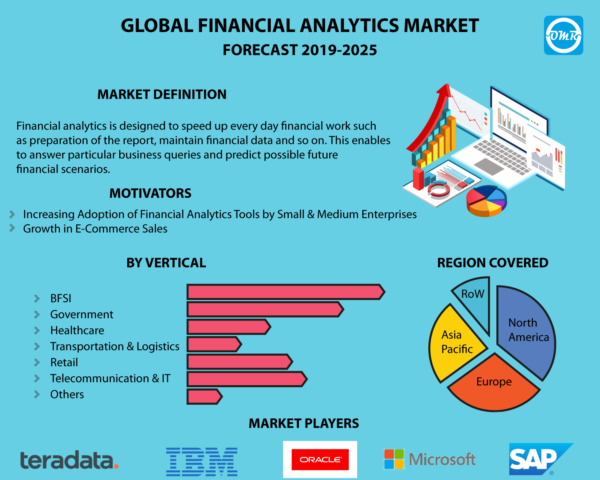 GLOBAL FINANCIAL ANALYTICS MARKET
FORECAST 2019-2025
OMR
MARKET DEFINITION
Financial analytics is designed to speed up every day financial work such
as preparation of the report, maintain financial data and so on. This enables
to answer particular business queries and predict possible future
financial scenarios.
MOTIVATORS
Increasing Adoption of Financial Analytics Tools by Small & Medium Enterprises
Growth in E-Commerce Sales
BY VERTICAL
BFSI
Government
Healthcare
Transportation & Logistics
Retail
Telecommunication & IT
Others
REGION COVERED
RoW
North
America
Asia
Pacific
Europe
MARKET PLAYERS
teradata.
IBM
ORACLE
Microsoft
SAP